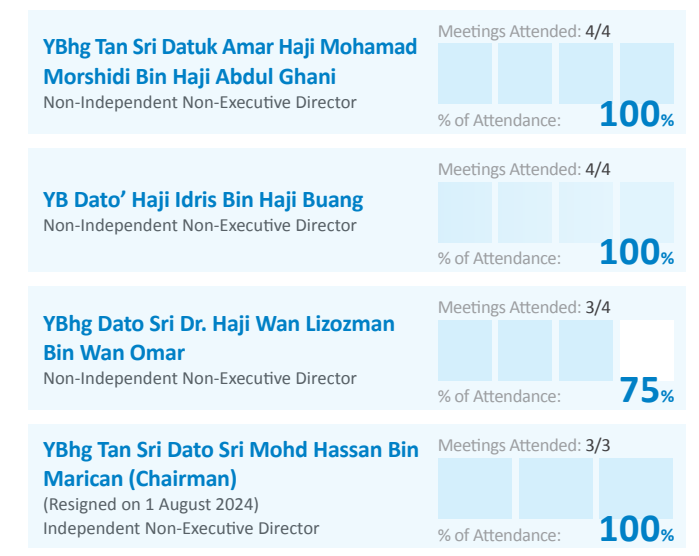 YBhg Tan Sri Datuk Amar Haji Mohamad
Morshidi Bin Haji Abdul Ghani
Non-Independent Non-Executive Director
Meetings Attended: 4/4
% of Attendance: 100%
YB Dato’ Haji Idris Bin Haji Buang
Non-Independent Non-Executive Director
Meetings Attended: 4/4
% of Attendance: 100%
YBhg Dato Sri Dr. Haji Wan Lizozman
Bin Wan Omar
Non-Independent Non-Executive Director
Meetings Attended: 3/4
% of Attendance: 75%
YBhg Tan Sri Dato Sri Mohd Hassan Bin
Marican (Chairman)
(Resigned on 1 August 2024)
Independent Non-Executive Director
Meetings Attended: 3/3
% of Attendance: 100%